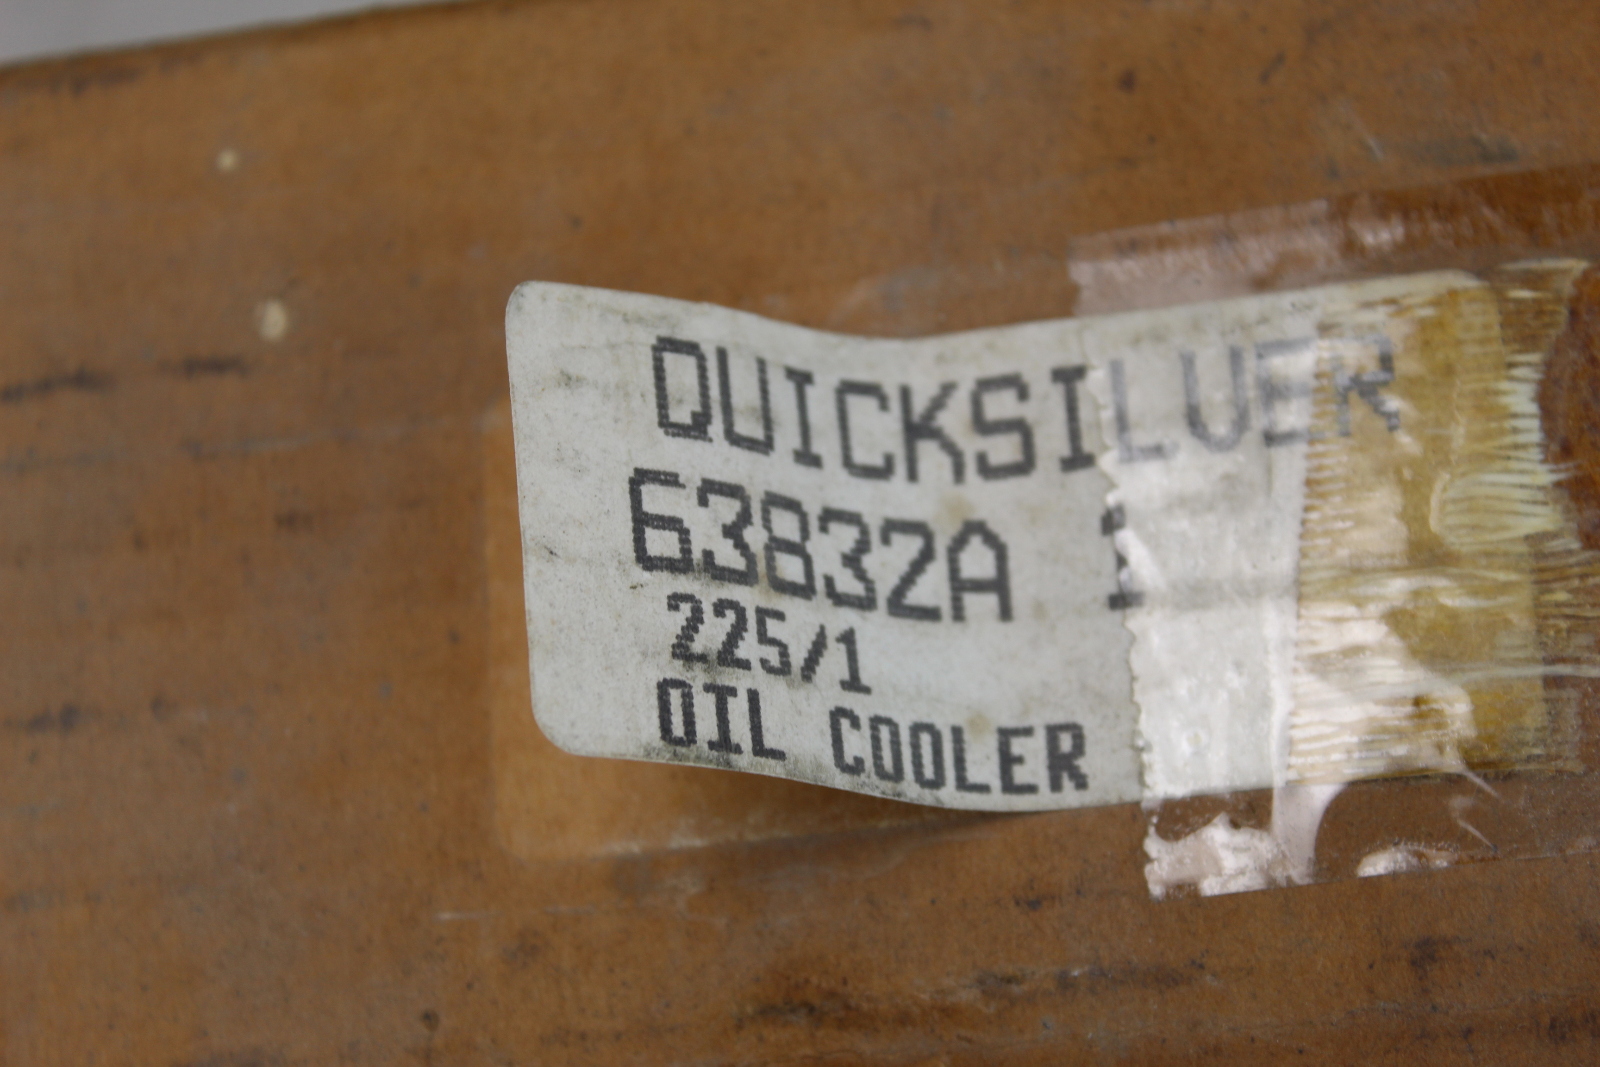 QUICKSILVER
63832A
225/1
OIL COOLER